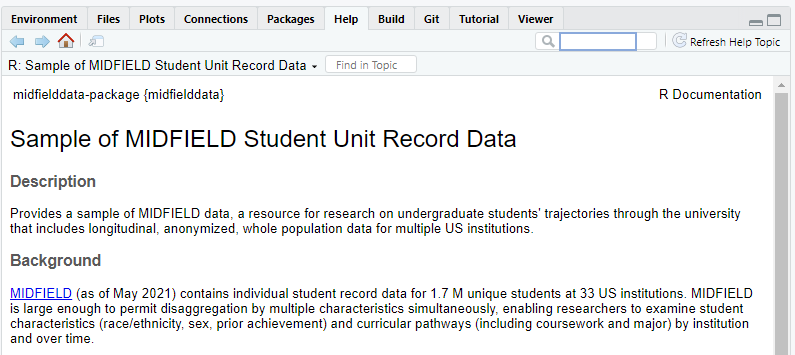 Environment Files Plots Connections Packages Help Build Git Tutorial Viewer
Refresh Help Topic
R: Sample of MIDFIELD Student Unit Record Data Find in Topic
midfielddata-package {midfielddata} R Documentation
Sample of MIDFIELD Student Unit Record Data
Description
Provides a sample of MIDFIELD data, a resource for research on undergraduate students' trajectories through the university
that includes longitudinal, anonymized, whole population data for multiple US institutions.
Background
MIDFIELD (as of May 2021) contains individual student record data for 1.7 M unique students at 33 US institutions. MIDFIELD
is large enough to permit disaggregation by multiple characteristics simultaneously, enabling researchers to examine student
characteristics (race/ethnicity, sex, prior achievement) and curricular pathways (including coursework and major) by institution
and over time.